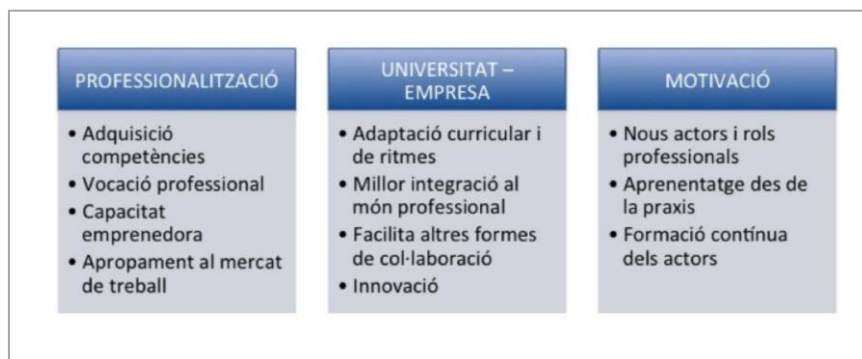 PROFESSIONALITZACIÓ
• Adquisició
competències
• Vocació professional
• Capacitat
emprenedora
• Apropament al mercat
de treball
UNIVERSITAT –
EMPRESA
• Adaptació curricular i
de ritmes
• Millor integració al
món professional
• Facilita altres formes
de col·laboració
• Innovació
MOTIVACIÓ
• Nous actors i rols
professionals
• Aprenentatge des de
la praxis
• Formació contínua
dels actors